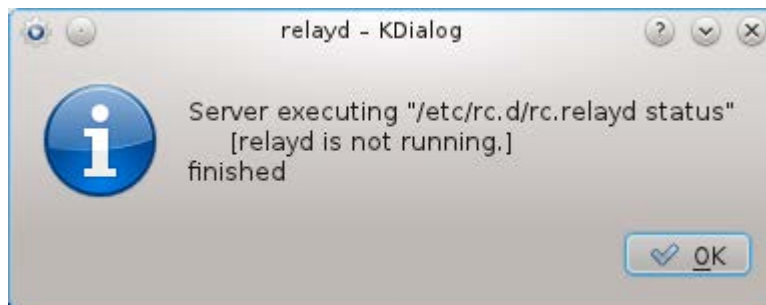 relayd – KDialog
Server executing "/etc/rc.d/rc.relayd status"
[relayd is not running.]
finished
OK